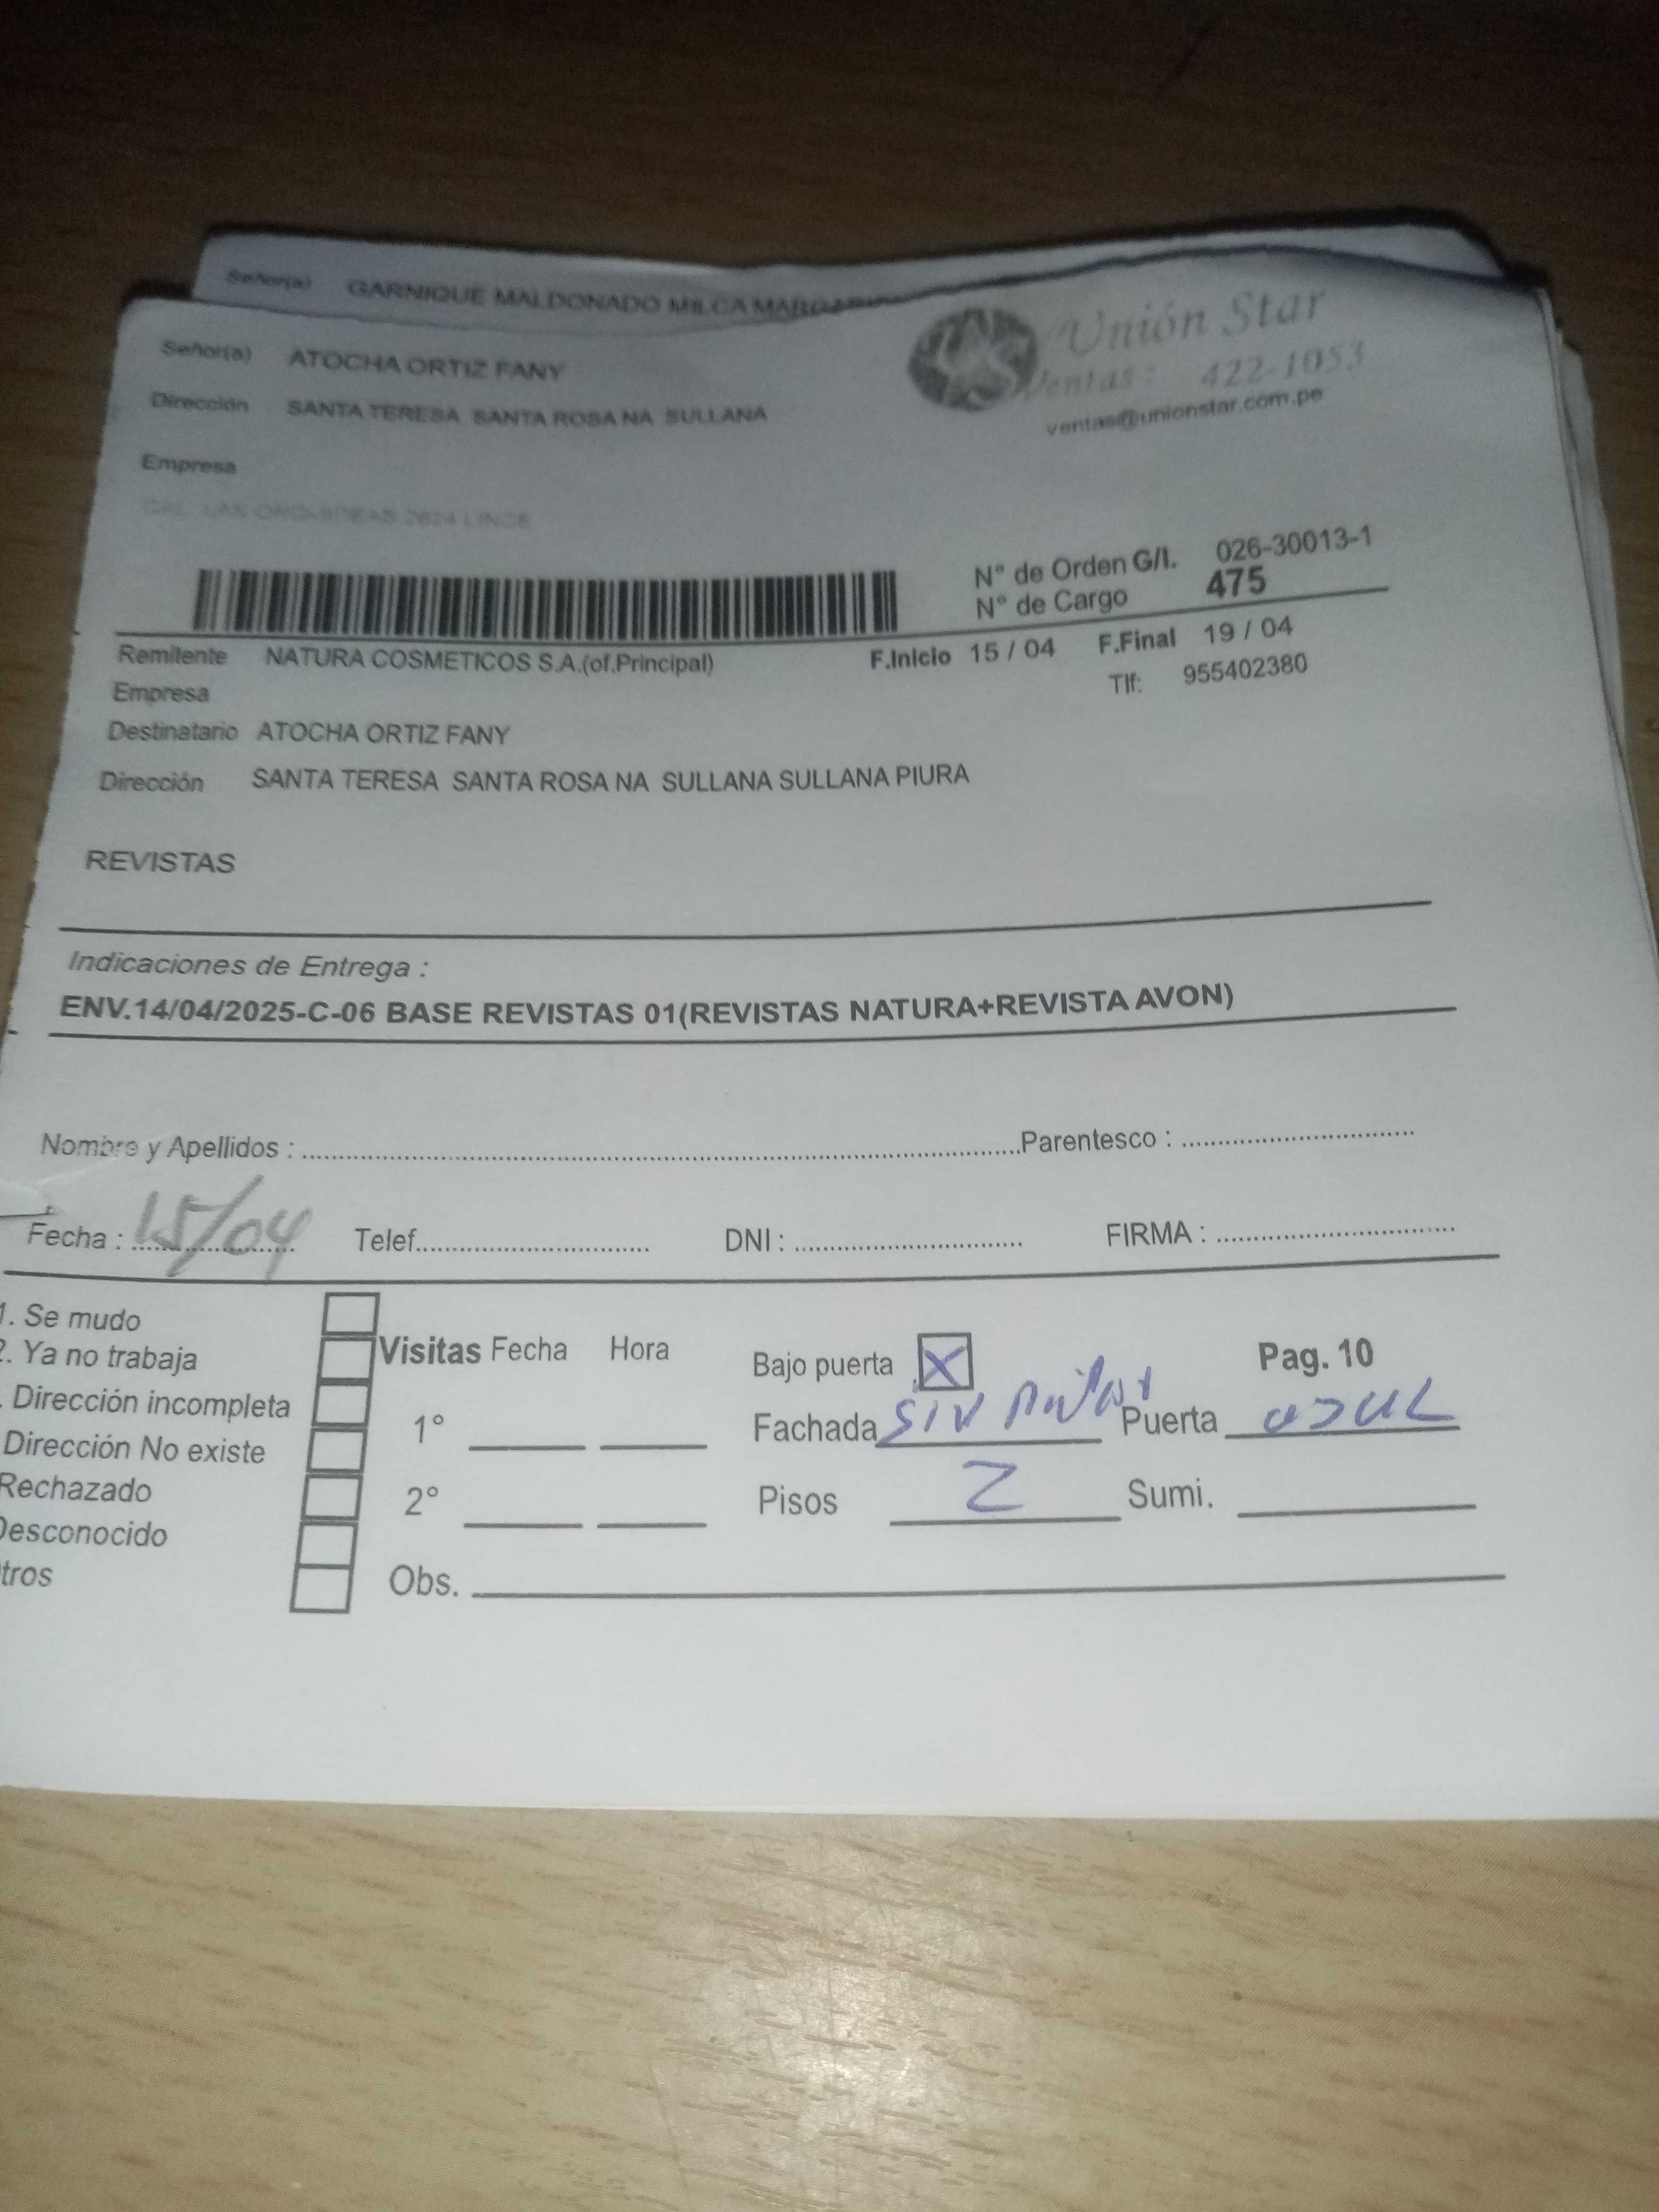 Señor(a) GARNIQUE MALDONADO MILCA
Señor(a) ATOCHA ORTIZ FANY
Unión Star
Ventas: 422-1053
ventas@unionstar.com.pe
Dirección SANTA TERESA SANTA ROSA NA SULLANA
Empresa
CAL. LAS ORQUIDEAS 2624 LINCE
N° de Orden G/I. 026-30013-1
N° de Cargo 475
Remitente NATURA COSMETICOS S.A.(of.Principal) F.Inicio 15 / 04 F.Final 19 / 04
Empresa Tlf: 955402380
Destinatario ATOCHA ORTIZ FANY
Dirección SANTA TERESA SANTA ROSA NA SULLANA SULLANA PIURA
REVISTAS
Indicaciones de Entrega :
ENV.14/04/2025-C-06 BASE REVISTAS 01(REVISTAS NATURA+REVISTA AVON)
Nombre y Apellidos : Parentesco :
Fecha : 15/04 Telef. DNI : FIRMA :
1. Se mudo
2. Ya no trabaja Visitas Fecha Hora Bajo puerta X Pag. 10
. Dirección incompleta
1° Fachada SIN Puerta azul
Dirección No existe
Rechazado 2° Pisos 2 Sumi.
Desconocido
tros Obs.